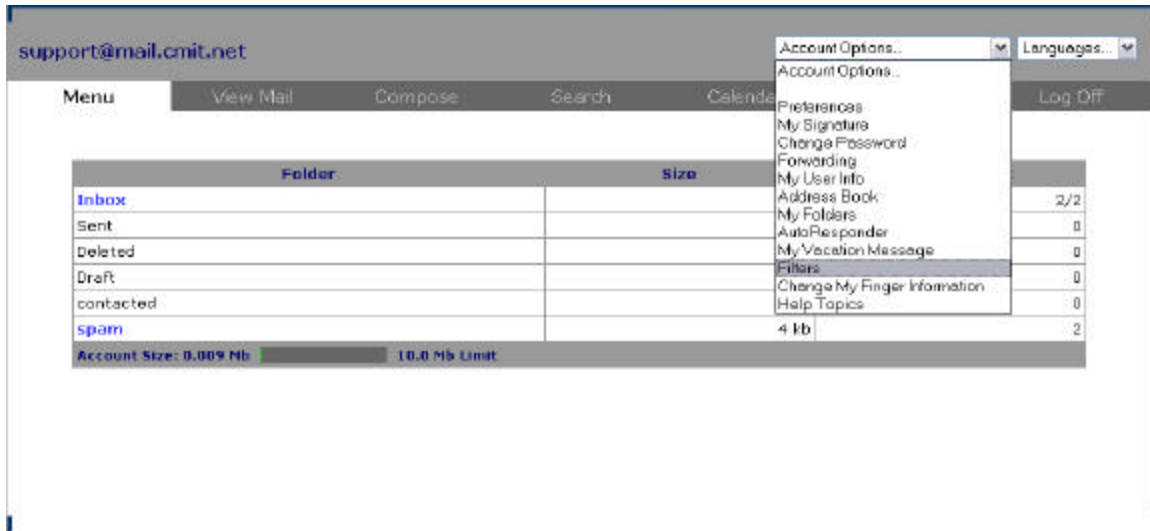 support@mail.cmit.net
Account Options..
Languages...
Menu
View Mail
Compose
Search
Calenda
Log Off
Account Options..
Preferences
My Signature
Change Password
Forwarding
My User Info
Address Book
My Folders
AutoResponder
My Vacation Message
Filters
Change My Finger Information
Help Topics
Folder Size
Inbox 2/2
Sent 0
Deleted 0
Draft 0
contacted 0
spam 4 kb 2
Account Size: 0.009 Mb 10.0 Mb Limit